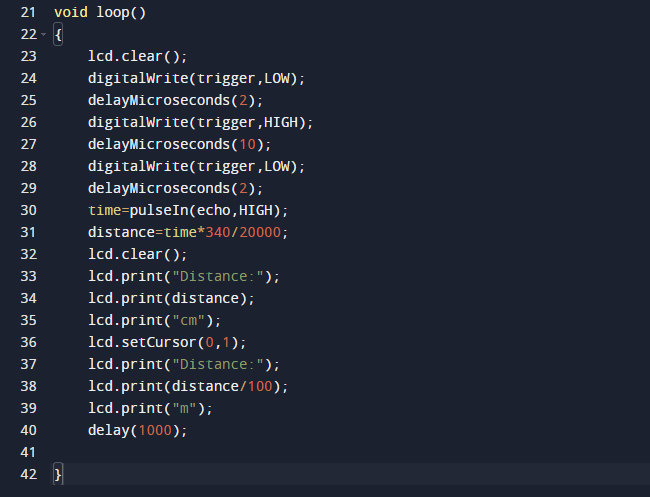 21 void loop()
22 {
23 lcd.clear();
24 digitalWrite(trigger,LOW);
25 delayMicroseconds(2);
26 digitalWrite(trigger,HIGH);
27 delayMicroseconds(10);
28 digitalWrite(trigger,LOW);
29 delayMicroseconds(2);
30 time=pulseIn(echo,HIGH);
31 distance=time*340/20000;
32 lcd.clear();
33 lcd.print("Distance:");
34 lcd.print(distance);
35 lcd.print("cm");
36 lcd.setCursor(0,1);
37 lcd.print("Distance:");
38 lcd.print(distance/100);
39 lcd.print("m");
40 delay(1000);
41
42 }